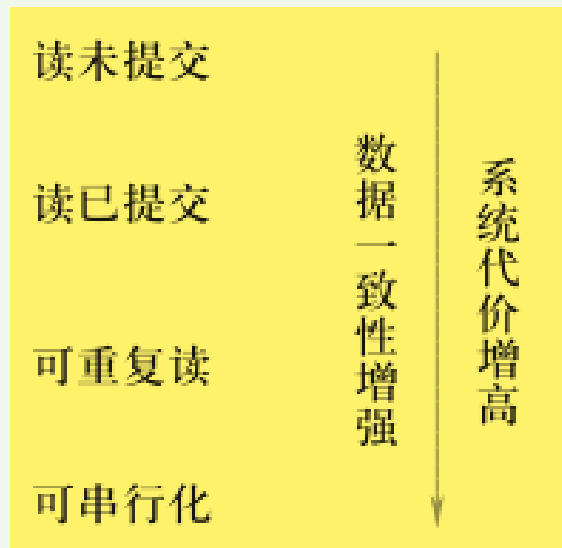 读未提交
读已提交
可重复读
可串行化
数据一致性增强
系统代价增高